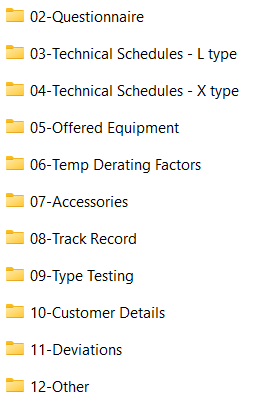 02-Questionnaire
03-Technical Schedules - L type
04-Technical Schedules - X type
05-Offered Equipment
06-Temp Derating Factors
07-Accessories
08-Track Record
09-Type Testing
10-Customer Details
11-Deviations
12-Other